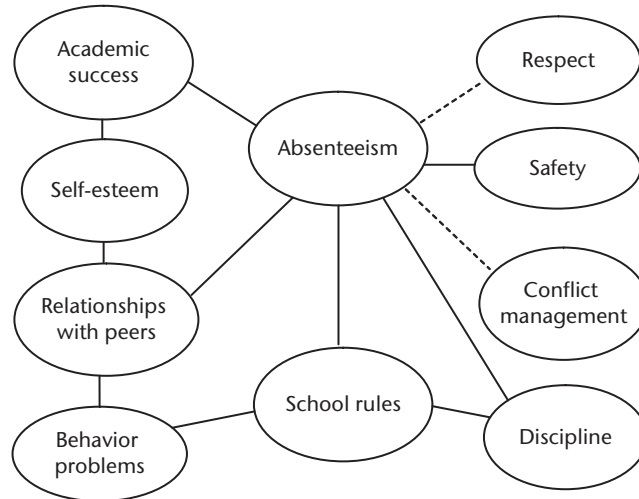 Academic
success
Respect
Absenteeism
Safety
Self-esteem
Conflict
management
Relationships
with peers
School rules
Behavior
problems
Discipline